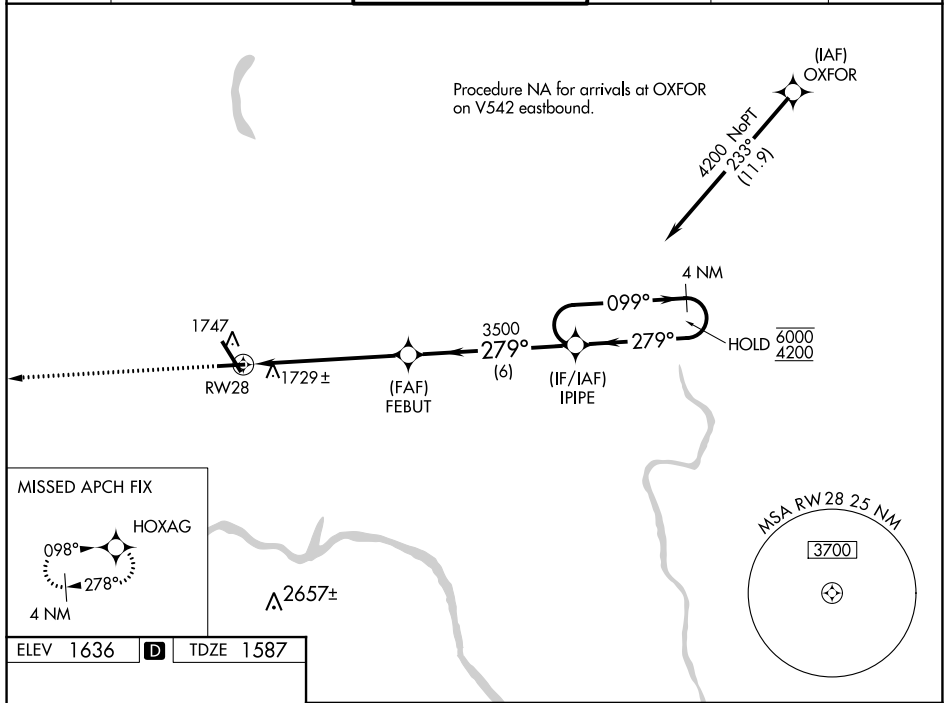 (IAF)
OXFOR
Procedure NA for arrivals at OXFOR
on V542 eastbound.
4200 NoPT
233°
(11.9)
4 NM
099°
279°
HOLD
6000
4200
3500
279°
(6)
1747
1729±
RW28
(FAF)
FEBUT
(IF/IAF)
IPIPE
MISSED APCH FIX
HOXAG
098°
278°
4 NM
2657±
MSA RW28 25 NM
3700
ELEV 1636 D TDZE 1587